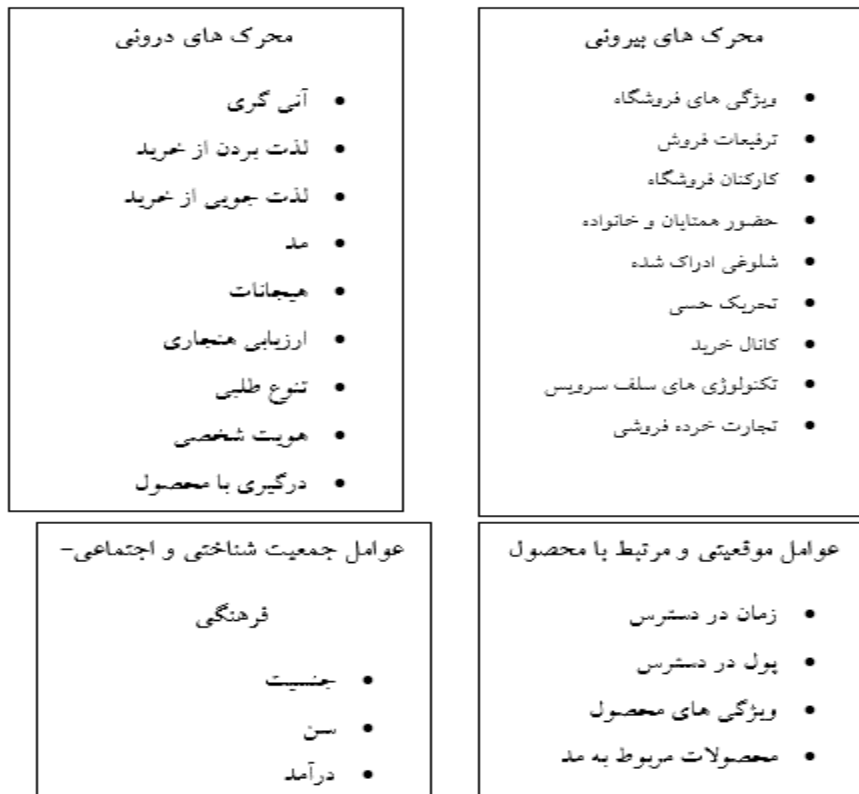 محرک های بیرونی
ویژگی های فروشگاه
ترفیعات فروش
کارکنان فروشگاه
حضور همتایان و خانواده
شلوغی ادراک شده
تحریک حسی
کانال خرید
تکنولوژی های سلف سرویس
تجارت خرده فروشی
محرک های درونی
آنی گری
لذت بردن از خرید
لذت جویی از خرید
مد
هیجانات
ارزیابی هنجاری
تنوع طلبی
هویت شخصی
درگیری با محصول
عوامل موقعیتی و مرتبط با محصول
زمان در دسترس
پول در دسترس
ویژگی های محصول
محصولات مربوط به مد
عوامل جمعیت شناختی و اجتماعی-
فرهنگی
جنسیت
سن
درآمد